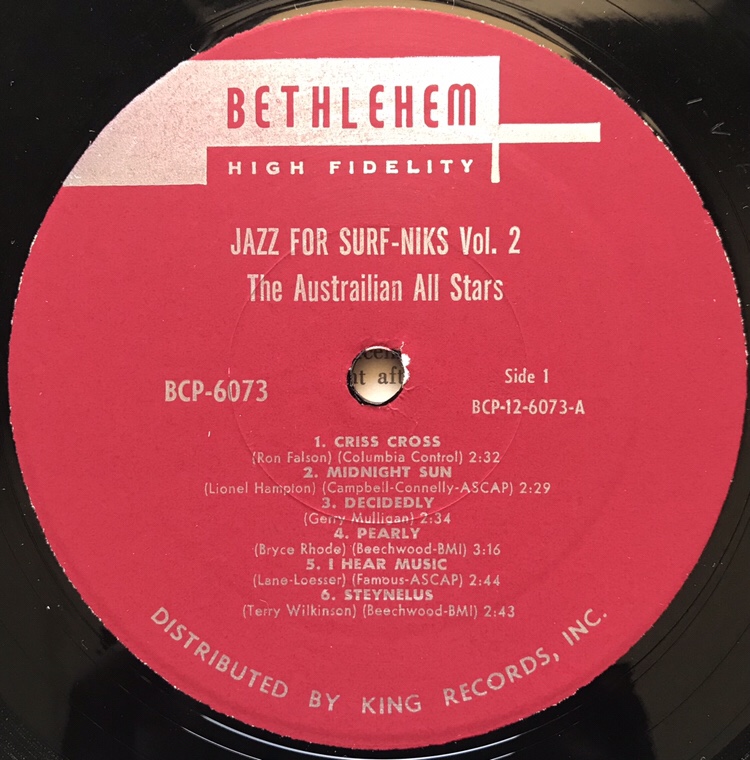 BETHLEHEM
HIGH FIDELITY
JAZZ FOR SURF-NIKS Vol. 2
The Austrailian All Stars
BCP-6073
Side 1
BCP-12-6073-A
1. CRISS CROSS
(Ron Falson) (Columbia Control) 2:32
2. MIDNIGHT SUN
(Lionel Hampton) (Campbell-Connelly-ASCAP) 2:29
3. DECIDEDLY
(Gerry Mulligan) 2:34
4. PEARLY
(Bryce Rhode) (Beechwood-BMI) 3:16
5. I HEAR MUSIC
(Lane-Loesser) (Famous-ASCAP) 2:44
6. STEYNELUS
(Terry Wilkinson) (Beechwood-BMI) 2:43
DISTRIBUTED BY KING RECORDS, INC.